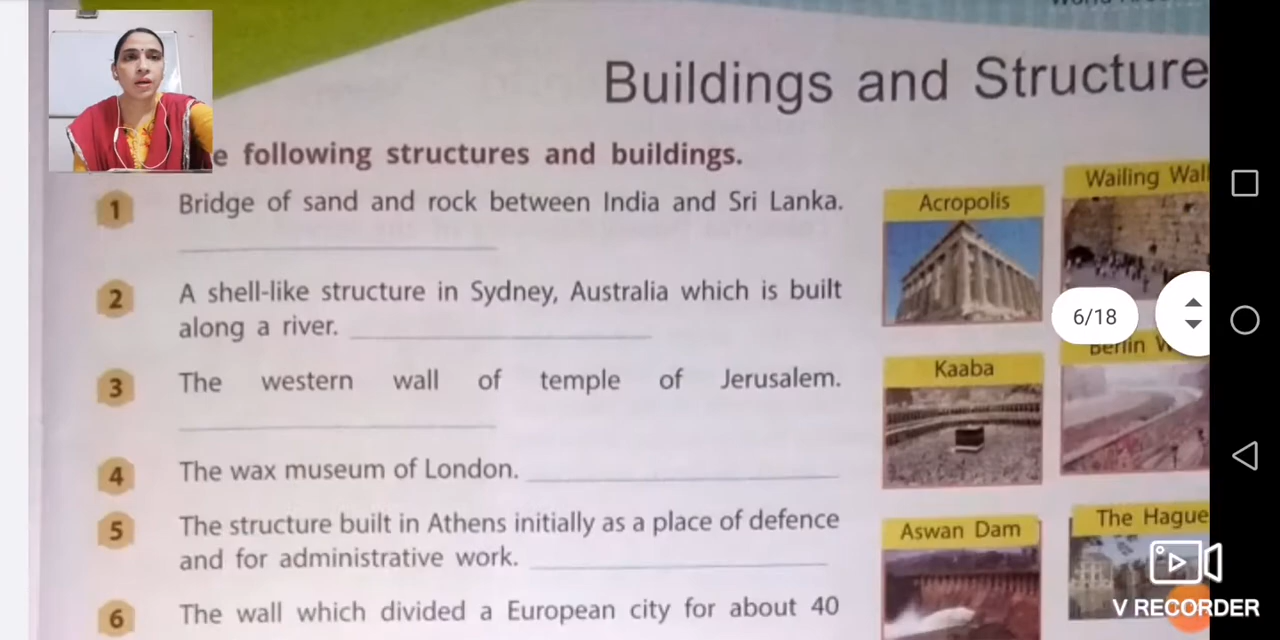 Buildings and Structure
e following structures and buildings.
1 Bridge of sand and rock between India and Sri Lanka.
2 A shell-like structure in Sydney, Australia which is built
along a river.
3 The western wall of temple of Jerusalem.
4 The wax museum of London.
5 The structure built in Athens initially as a place of defence
and for administrative work.
6 The wall which divided a European city for about 40
Acropolis
Wailing Wal
Kaaba
Berlin W
Aswan Dam
The Hague
6/18
V RECORDER